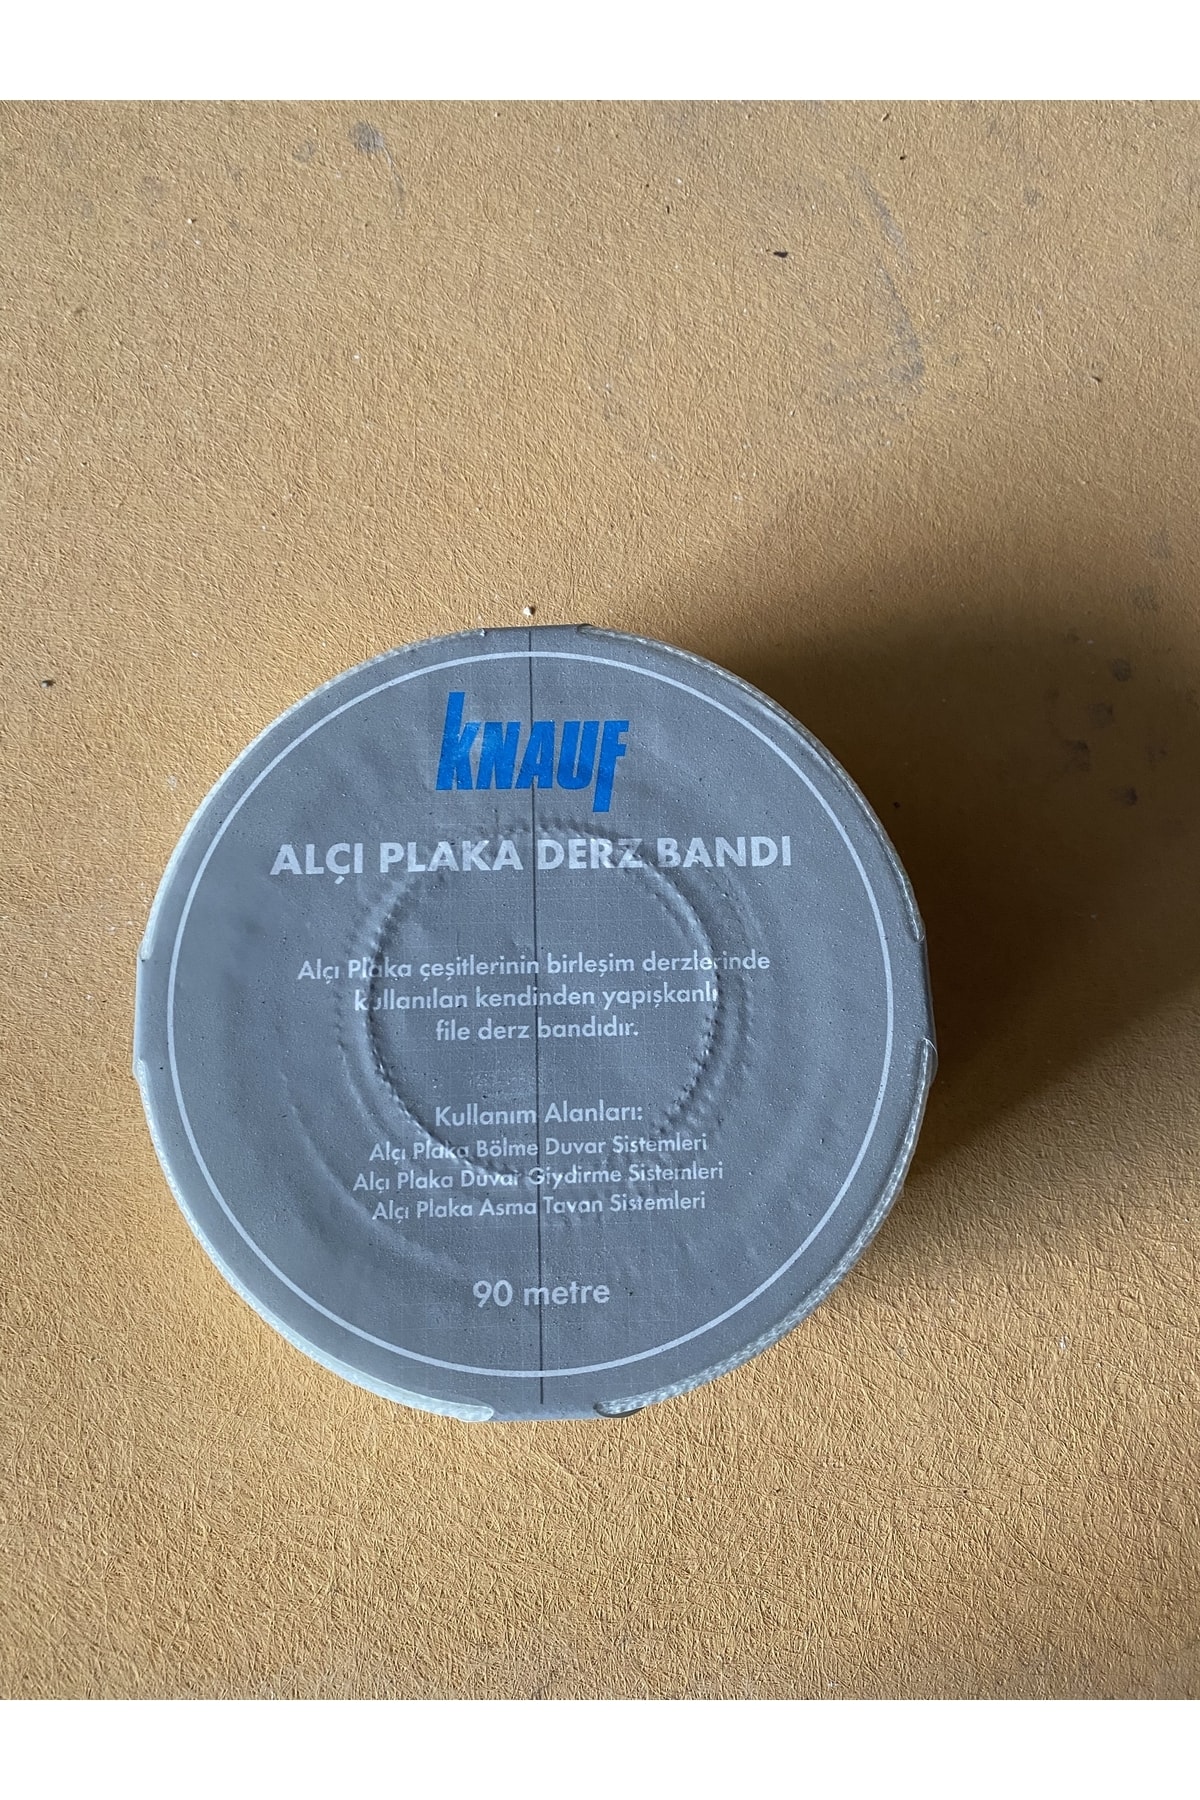 KNAUF
ALÇI PLAKA DERZ BANDI
Alçı Plaka çeşitlerinin birleşim derzlerinde
kullanılan kendinden yapışkanlı
file derz bandıdır.
Kullanım Alanları:
Alçı Plaka Bölme Duvar Sistemleri
Alçı Plaka Duvar Giydirme Sistemleri
Alçı Plaka Asma Tavan Sistemleri
90 metre